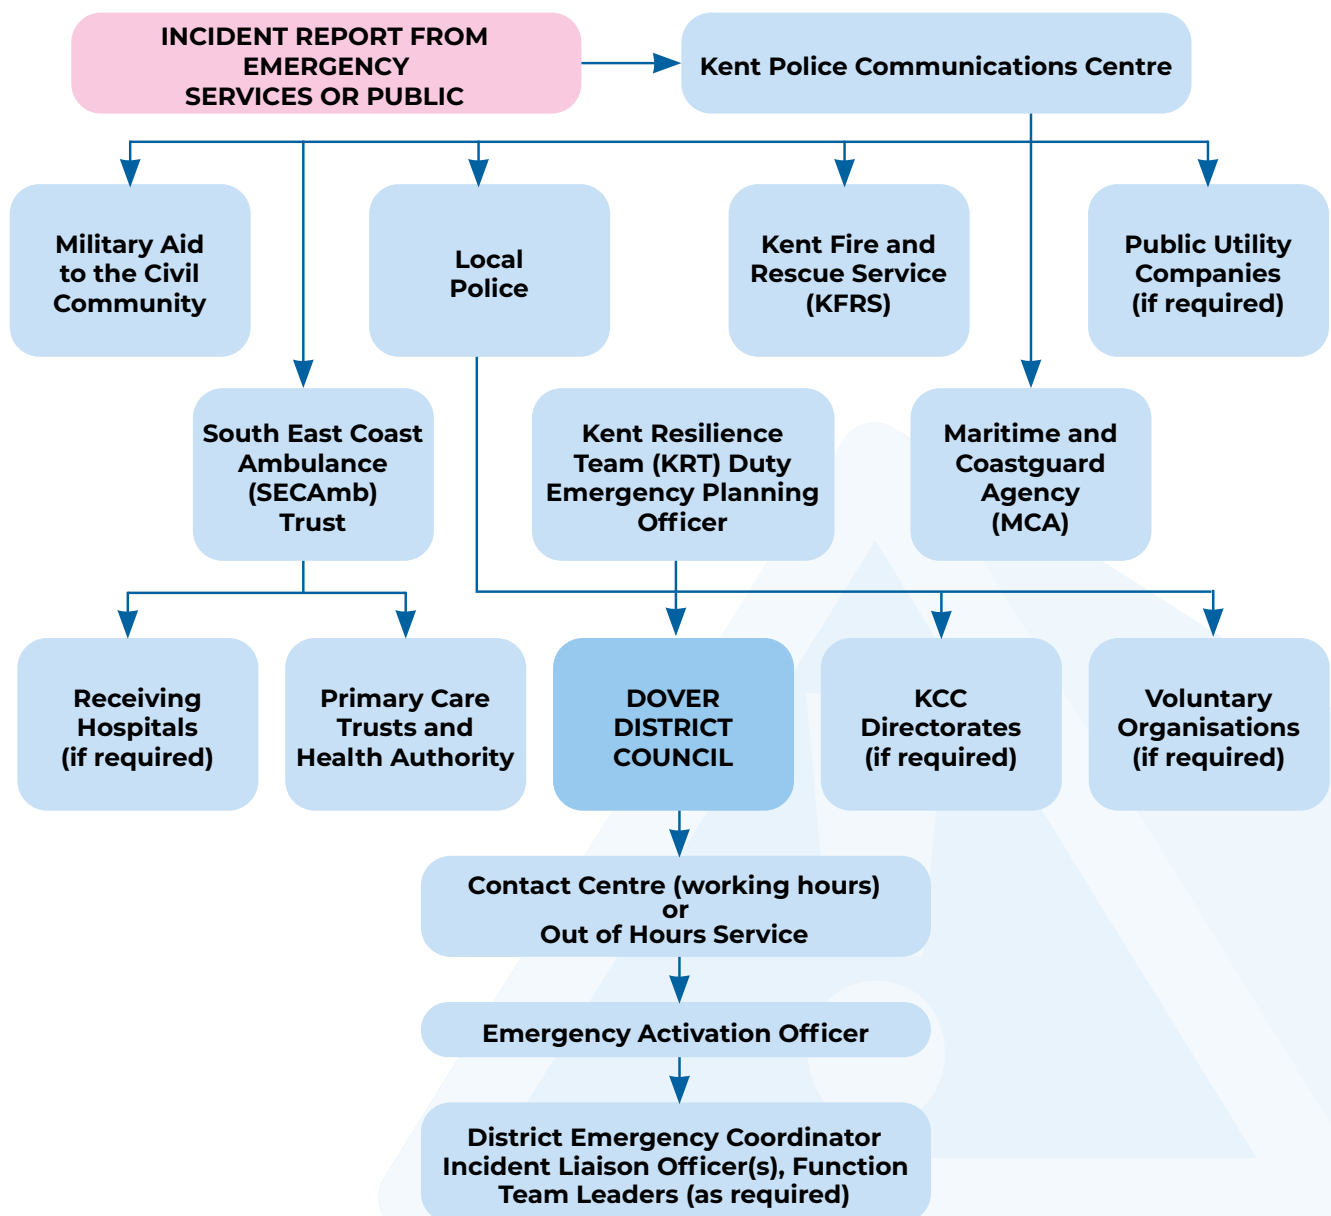 INCIDENT REPORT FROM
EMERGENCY
SERVICES OR PUBLIC
Kent Police Communications Centre
Military Aid
to the Civil
Community
Local
Police
Kent Fire and
Rescue Service
(KFRS)
Public Utility
Companies
(if required)
South East Coast
Ambulance
(SECAmb)
Trust
Kent Resilience
Team (KRT) Duty
Emergency Planning
Officer
Maritime and
Coastguard
Agency
(MCA)
Receiving
Hospitals
(if required)
Primary Care
Trusts and
Health Authority
DOVER
DISTRICT
COUNCIL
KCC
Directorates
(if required)
Voluntary
Organisations
(if required)
Contact Centre (working hours)
or
Out of Hours Service
Emergency Activation Officer
District Emergency Coordinator
Incident Liaison Officer(s), Function
Team Leaders (as required)